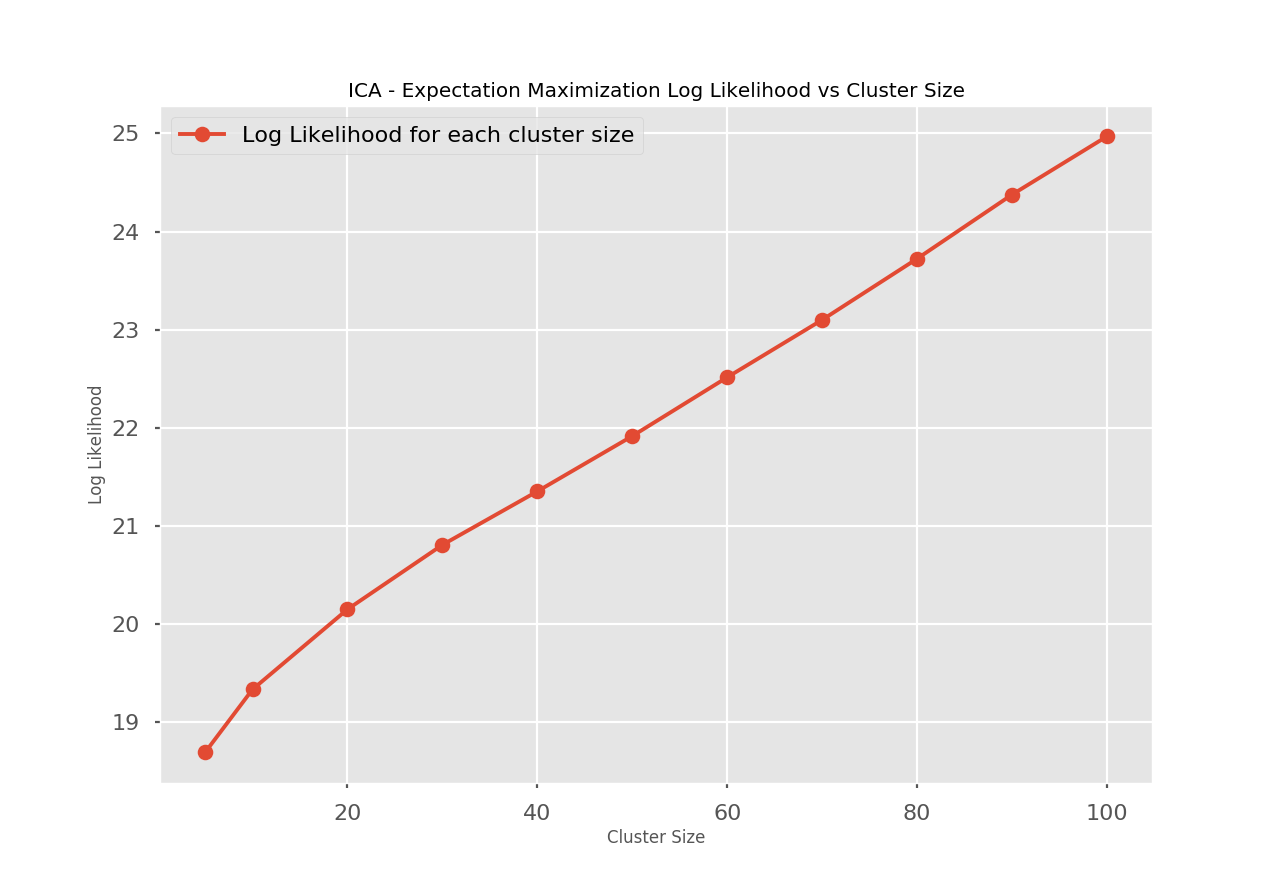 ICA - Expectation Maximization Log Likelihood vs Cluster Size
Log Likelihood for each cluster size
25
24
23
22
21
20
19
Log Likelihood
20 40 60 80 100
Cluster Size